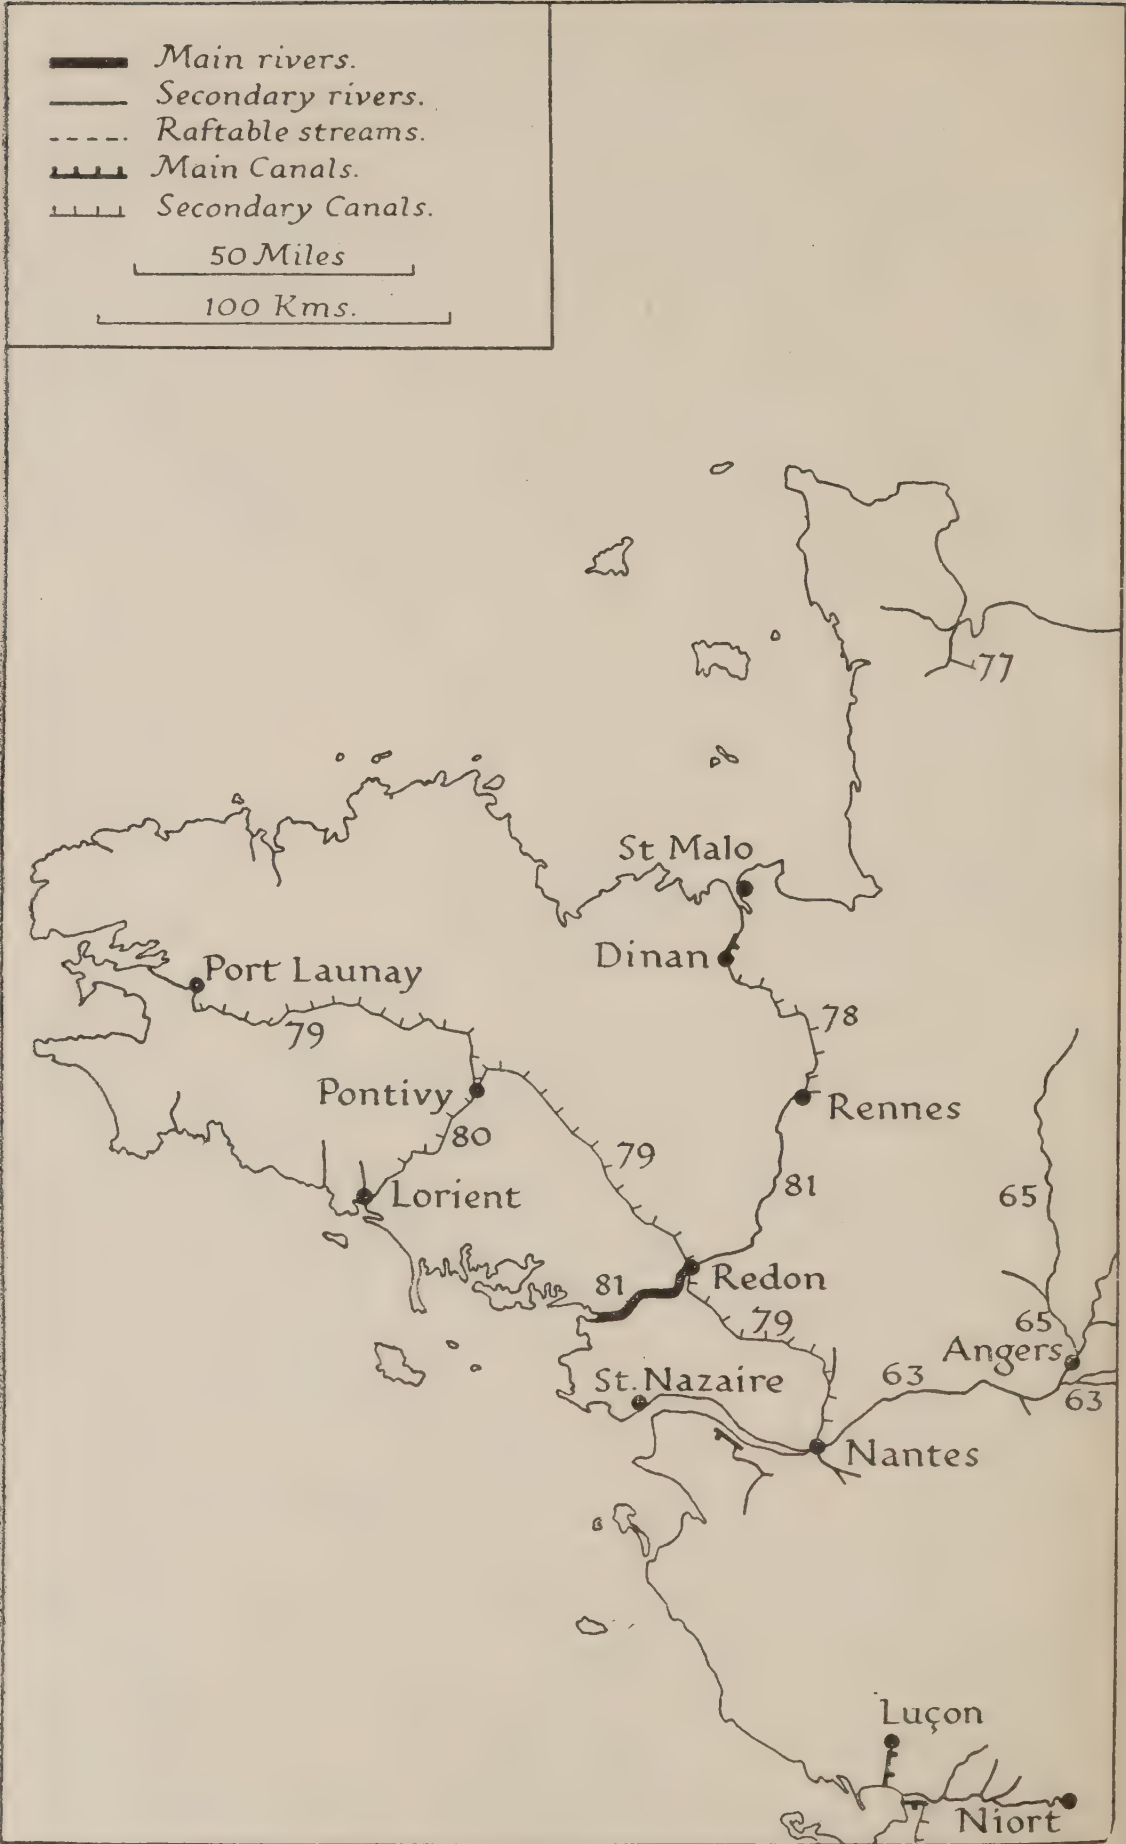 Main rivers.
Secondary rivers.
Raftable streams.
Main Canals.
Secondary Canals.
50 Miles
100 Kms.
77
St Malo
Dinan
Port Launay
78
79
Pontivy
Rennes
80
79
81
65
Lorient
81
Redon
79
65
Angers
St. Nazaire
63
63
Nantes
Luçon
Niort